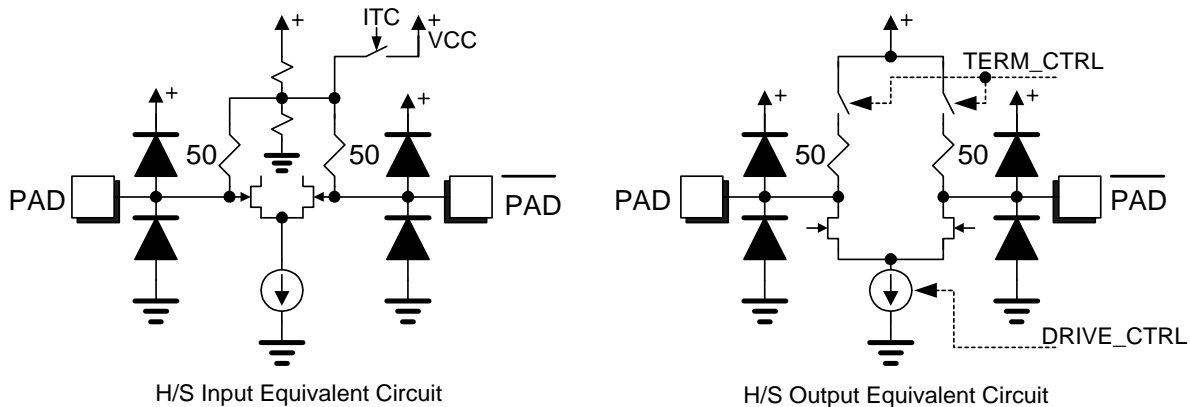 +
ITC
+
VCC
+
50
50
+
PAD
PAD
H/S Input Equivalent Circuit
+
TERM_CTRL
+
+
50
50
PAD
PAD
DRIVE_CTRL
H/S Output Equivalent Circuit